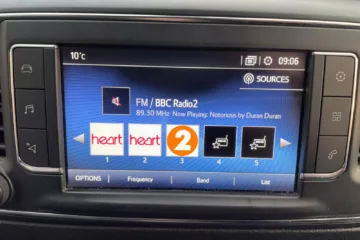 10°c
09:06
SOURCES
FM / BBC Radio2
89.30 MHz Now Playing: Notorious by Duran Duran
heart heart 2
1 2 3 4 5
OPTIONS Frequency Band List